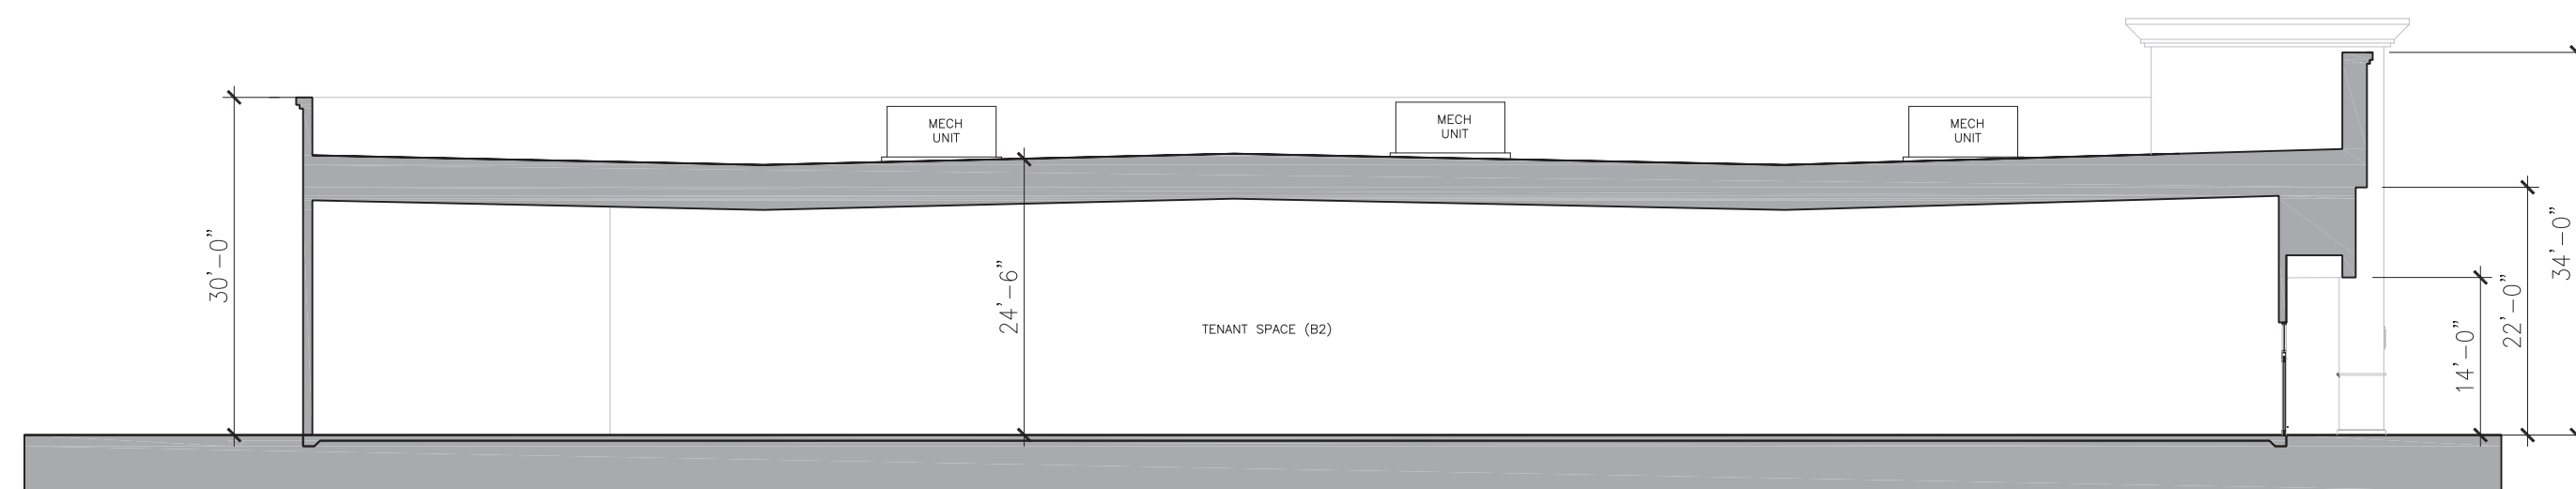 MECH
UNIT
MECH
UNIT
MECH
UNIT
30'-0"
24'-6"
TENANT SPACE (B2)
14'-0"
22'-0"
34'-0"